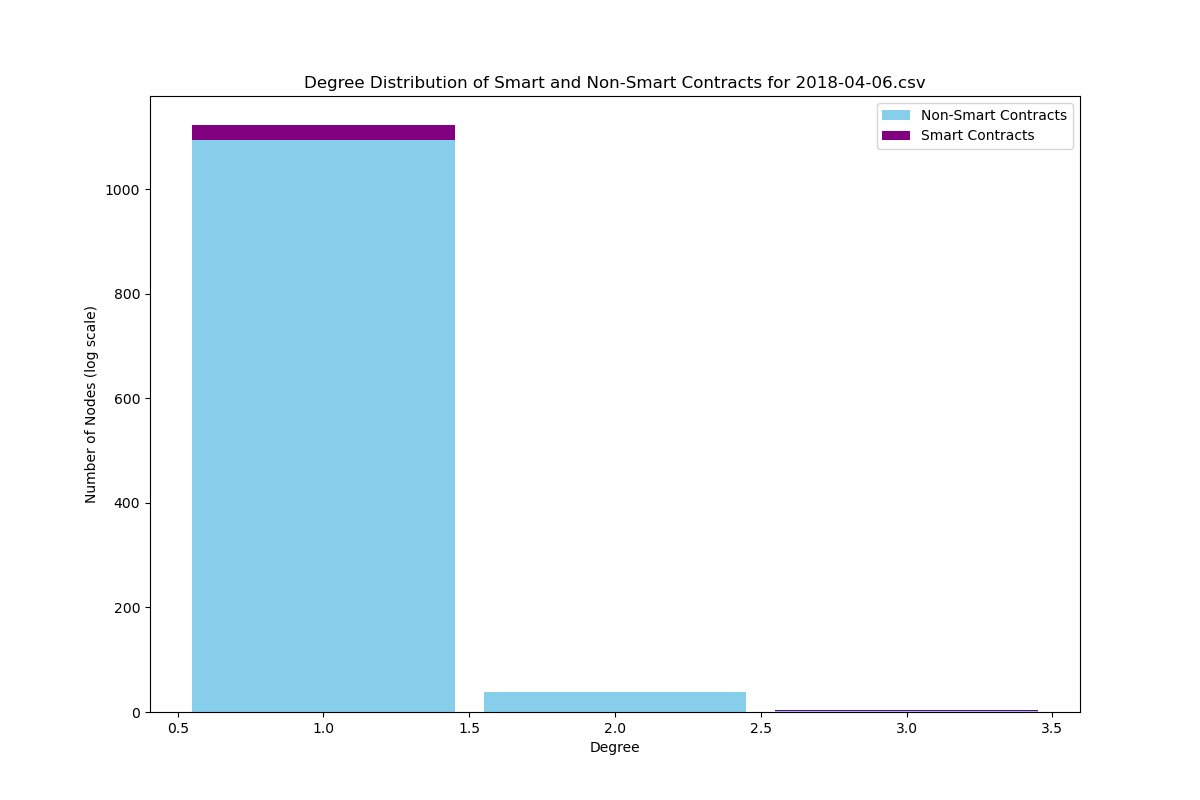 Degree Distribution of Smart and Non-Smart Contracts for 2018-04-06.csv
Non-Smart Contracts
Smart Contracts
1000
800
600
400
200
0
Number of Nodes (log scale)
0.5 1.0 1.5 2.0 2.5 3.0 3.5
Degree